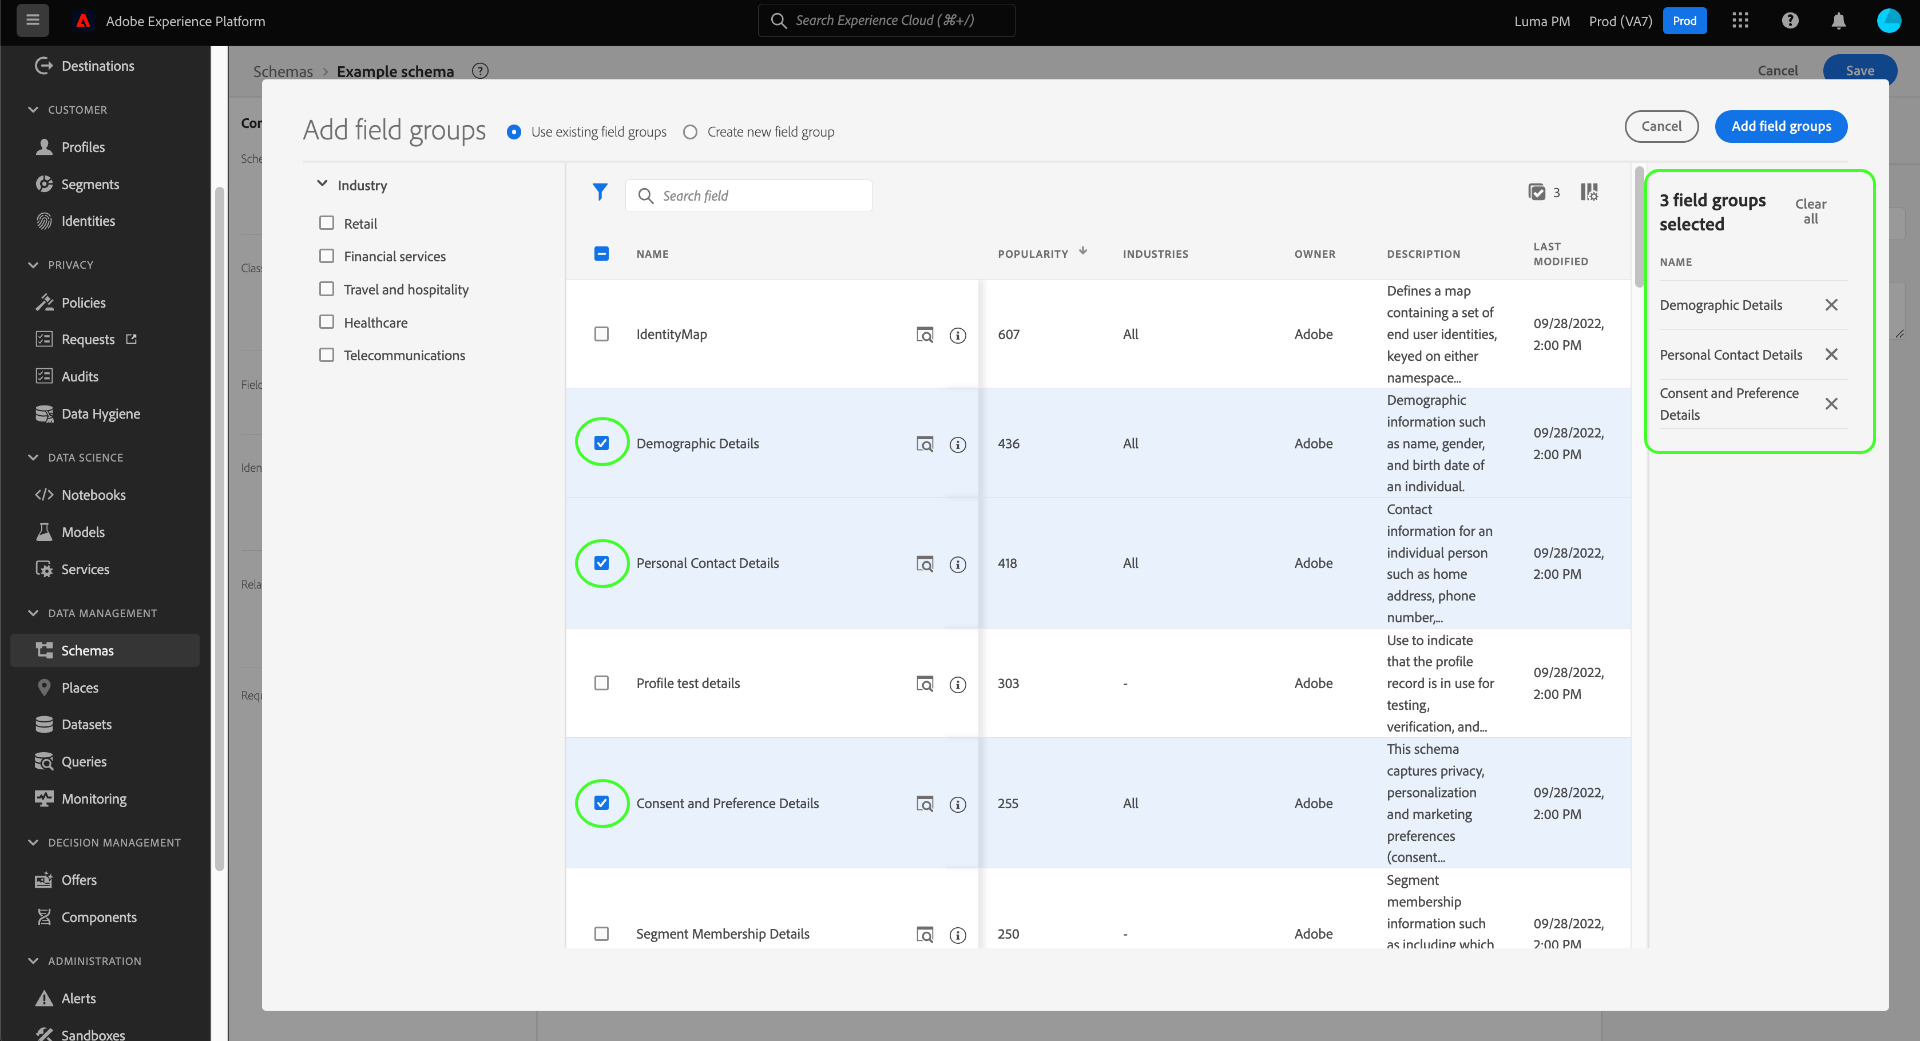 Adobe Experience Platform
Search Experience Cloud (⌘+/)
Luma PM
Prod (VA7)
Prod
Destinations
CUSTOMER
Profiles
Segments
Identities
PRIVACY
Policies
Requests
Audits
Data Hygiene
DATA SCIENCE
Notebooks
Models
Services
DATA MANAGEMENT
Schemas
Places
Datasets
Queries
Monitoring
DECISION MANAGEMENT
Offers
Components
ADMINISTRATION
Alerts
Sandboxes
Schemas > Example schema
Cancel
Save
Add field groups
Use existing field groups
Create new field group
Cancel
Add field groups
Industry
Retail
Financial services
Travel and hospitality
Healthcare
Telecommunications
Search field
3
NAME
POPULARITY
INDUSTRIES
OWNER
DESCRIPTION
LAST
MODIFIED
IdentityMap
607
All
Adobe
Defines a map
containing a set of
end user identities,
keyed on either
namespace...
09/28/2022,
2:00 PM
Demographic Details
436
All
Adobe
Demographic
information such
as name, gender,
and birth date of
an individual.
09/28/2022,
2:00 PM
Personal Contact Details
418
All
Adobe
Contact
information for an
individual person
such as home
address, phone
number,...
09/28/2022,
2:00 PM
Profile test details
303
-
Adobe
Use to indicate
that the profile
record is in use for
testing,
verification, and...
09/28/2022,
2:00 PM
Consent and Preference Details
255
All
Adobe
This schema
captures privacy,
personalization
and marketing
preferences
(consent...
09/28/2022,
2:00 PM
Segment Membership Details
250
-
Adobe
Segment
membership
information such
as including which
09/28/2022,
2:00 PM
3 field groups
selected
Clear
all
NAME
Demographic Details
Personal Contact Details
Consent and Preference
Details